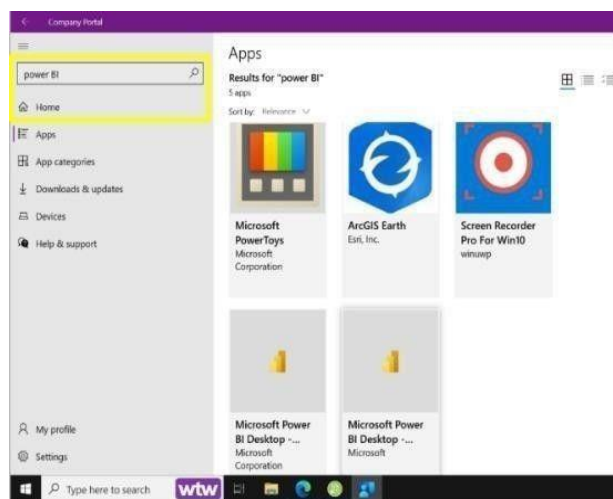 Company Portal
power BI
Home
Apps
App categories
Downloads & updates
Devices
Help & support
My profile
Settings
Apps
Results for "power BI"
5 apps
Sort by: Relevance
Microsoft
PowerToys
Microsoft
Corporation
ArcGIS Earth
Esri, Inc.
Screen Recorder
Pro For Win10
winuwp
Microsoft Power
BI Desktop -...
Microsoft
Corporation
Microsoft Power
BI Desktop -...
Microsoft
Type here to search
wtw